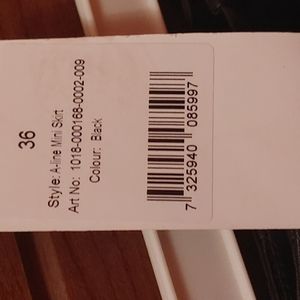 36
Style: A-line Mini Skirt
Art No: 1018-000168-0002-009
Colour: Black
7 325940 085997